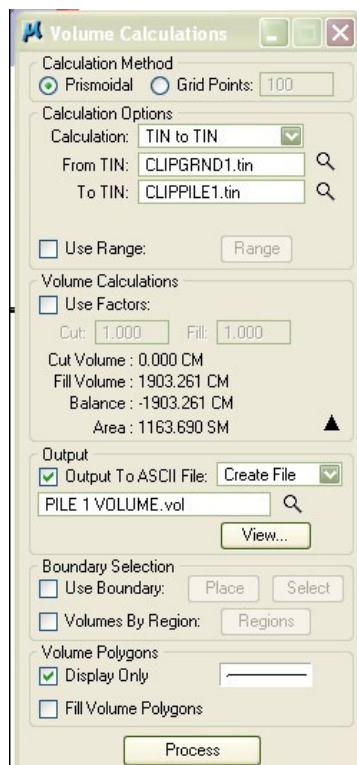 Volume Calculations
Calculation Method
Prismoidal Grid Points: 100
Calculation Options
Calculation: TIN to TIN
From TIN: CLIPGRND1.tin
To TIN: CLIPPILE1.tin
Use Range: Range
Volume Calculations
Use Factors:
Cut: 1.000 Fill: 1.000
Cut Volume : 0.000 CM
Fill Volume : 1903.261 CM
Balance : -1903.261 CM
Area : 1163.690 SM
Output
Output To ASCII File: Create File
PILE 1 VOLUME.vol
View...
Boundary Selection
Use Boundary: Place Select
Volumes By Region: Regions
Volume Polygons
Display Only
Fill Volume Polygons
Process